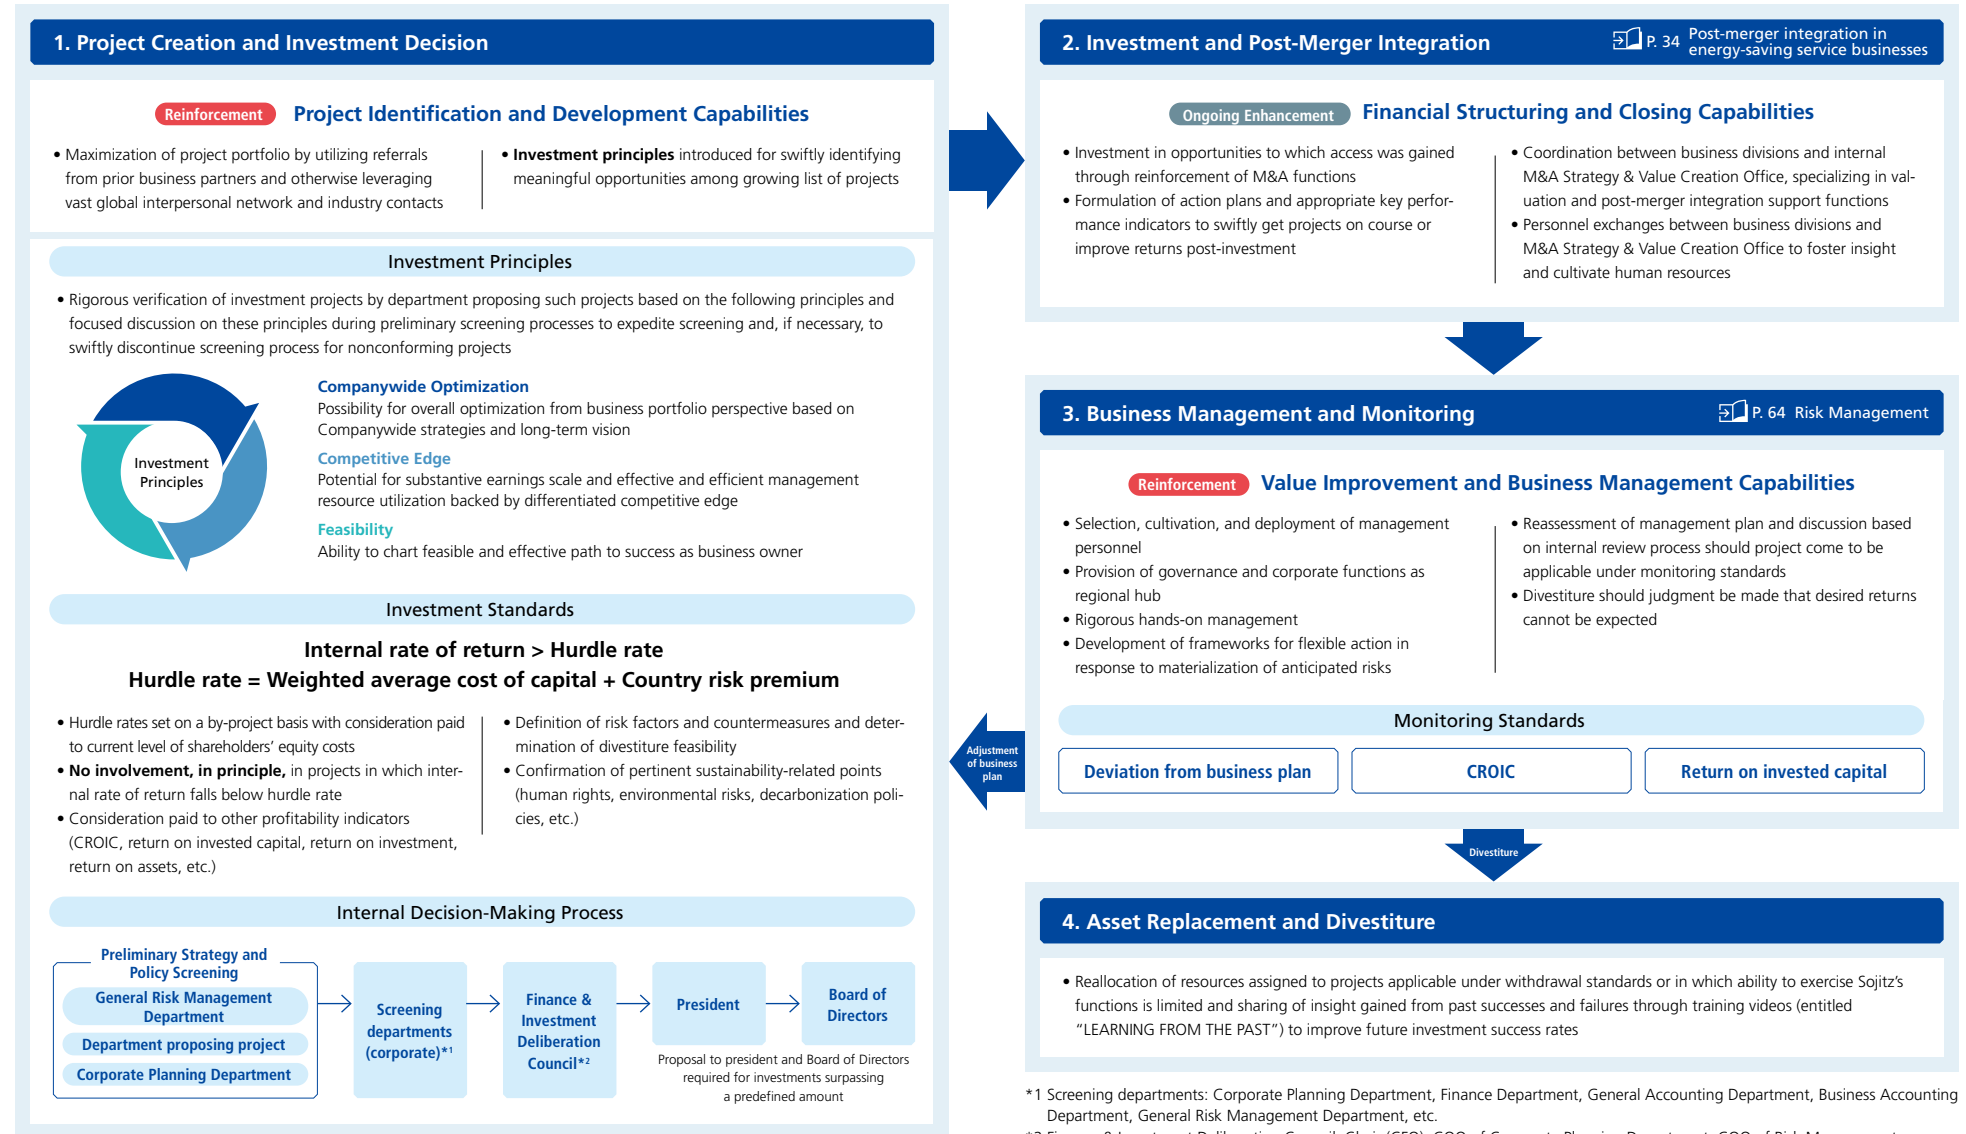 1. Project Creation and Investment Decision
Reinforcement Project Identification and Development Capabilities
• Maximization of project portfolio by utilizing referrals
from prior business partners and otherwise leveraging
vast global interpersonal network and industry contacts
• Investment principles introduced for swiftly identifying
meaningful opportunities among growing list of projects
Investment Principles
• Rigorous verification of investment projects by department proposing such projects based on the following principles and
focused discussion on these principles during preliminary screening processes to expedite screening and, if necessary, to
swiftly discontinue screening process for nonconforming projects
Investment
Principles
Companywide Optimization
Possibility for overall optimization from business portfolio perspective based on
Companywide strategies and long-term vision
Competitive Edge
Potential for substantive earnings scale and effective and efficient management
resource utilization backed by differentiated competitive edge
Feasibility
Ability to chart feasible and effective path to success as business owner
Investment Standards
Internal rate of return > Hurdle rate
Hurdle rate = Weighted average cost of capital + Country risk premium
• Hurdle rates set on a by-project basis with consideration paid
to current level of shareholders' equity costs
• No involvement, in principle, in projects in which inter-
nal rate of return falls below hurdle rate
• Consideration paid to other profitability indicators
(CROIC, return on invested capital, return on investment,
return on assets, etc.)
• Definition of risk factors and countermeasures and deter-
mination of divestiture feasibility
• Confirmation of pertinent sustainability-related points
(human rights, environmental risks, decarbonization poli-
cies, etc.)
Internal Decision-Making Process
Preliminary Strategy and
Policy Screening
General Risk Management
Department
Department proposing project
Corporate Planning Department
Screening
departments
(corporate)*1
Finance &
Investment
Deliberation
Council*2
President
Board of
Directors
Proposal to president and Board of Directors
required for investments surpassing
a predefined amount
2. Investment and Post-Merger Integration
P. 34 Post-merger integration in
energy-saving service businesses
Ongoing Enhancement Financial Structuring and Closing Capabilities
• Investment in opportunities to which access was gained
through reinforcement of M&A functions
• Formulation of action plans and appropriate key perfor-
mance indicators to swiftly get projects on course or
improve returns post-investment
• Coordination between business divisions and internal
M&A Strategy & Value Creation Office, specializing in val-
uation and post-merger integration support functions
• Personnel exchanges between business divisions and
M&A Strategy & Value Creation Office to foster insight
and cultivate human resources
3. Business Management and Monitoring
P. 64 Risk Management
Reinforcement Value Improvement and Business Management Capabilities
• Selection, cultivation, and deployment of management
personnel
• Provision of governance and corporate functions as
regional hub
• Rigorous hands-on management
• Development of frameworks for flexible action in
response to materialization of anticipated risks
• Reassessment of management plan and discussion based
on internal review process should project come to be
applicable under monitoring standards
• Divestiture should judgment be made that desired returns
cannot be expected
Monitoring Standards
Deviation from business plan
CROIC
Return on invested capital
Adjustment
of business
plan
Divestiture
4. Asset Replacement and Divestiture
• Reallocation of resources assigned to projects applicable under withdrawal standards or in which ability to exercise Sojitz's
functions is limited and sharing of insight gained from past successes and failures through training videos (entitled
"LEARNING FROM THE PAST") to improve future investment success rates
*1 Screening departments: Corporate Planning Department, Finance Department, General Accounting Department, Business Accounting
Department, General Risk Management Department, etc.